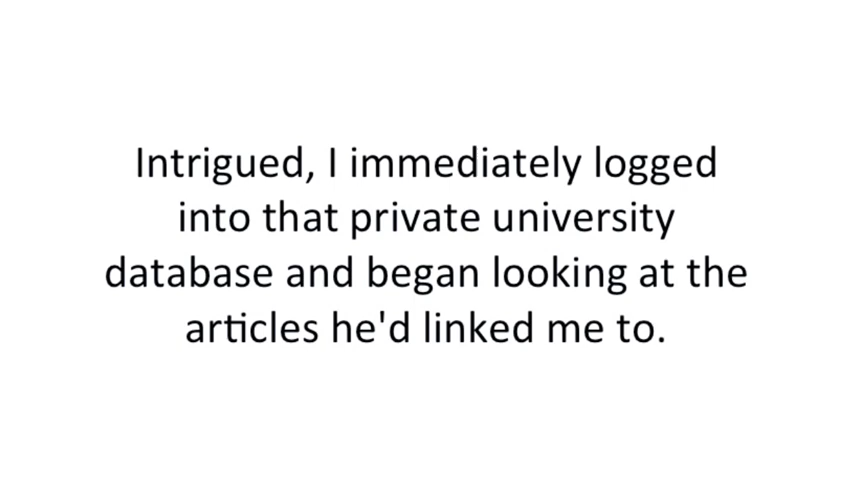 Intrigued, I immediately logged
into that private university
database and began looking at the
articles he'd linked me to.